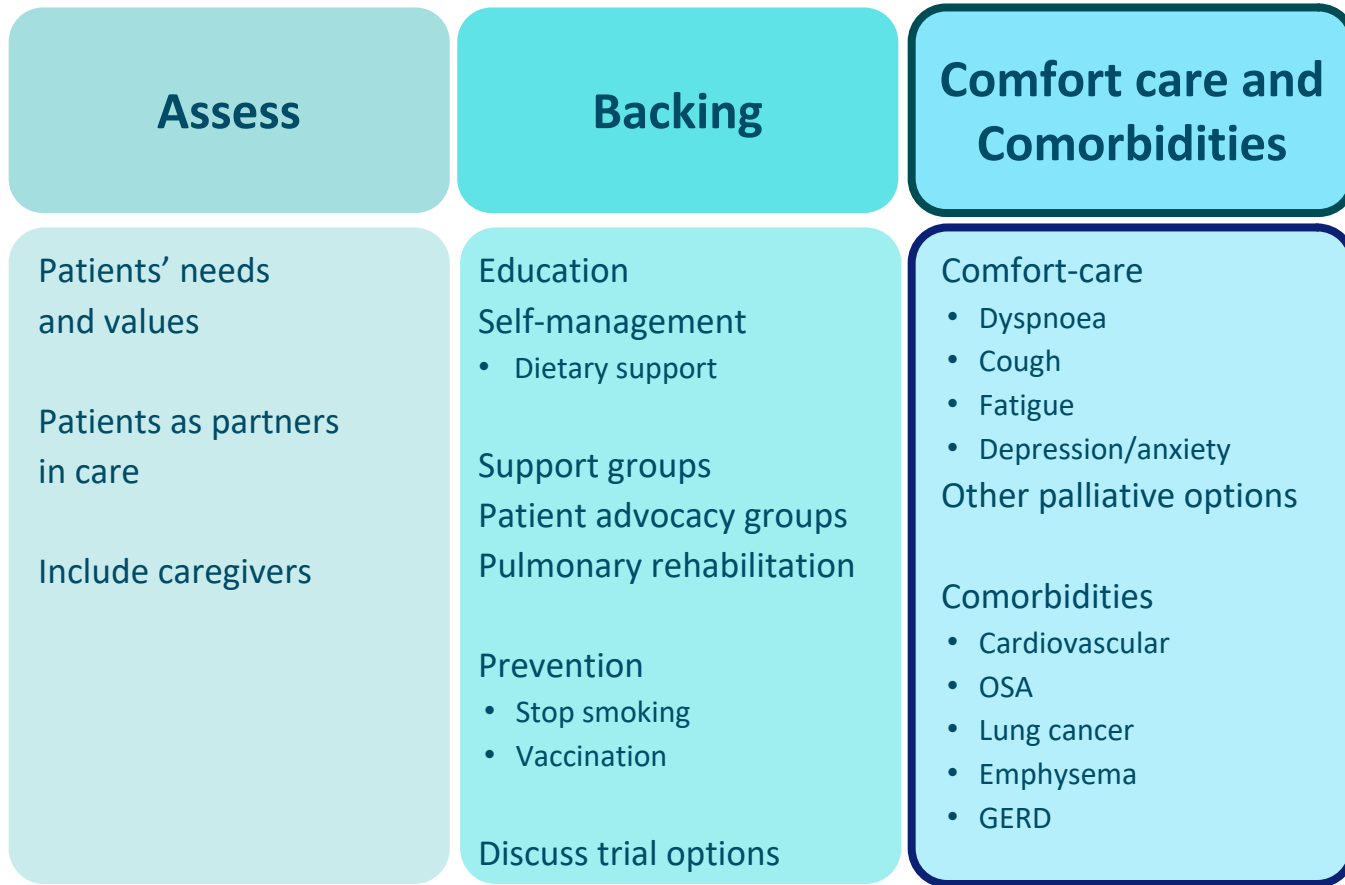 Assess
Patients’ needs
and values
Patients as partners
in care
Include caregivers
Backing
Education
Self-management
• Dietary support
Support groups
Patient advocacy groups
Pulmonary rehabilitation
Prevention
• Stop smoking
• Vaccination
Discuss trial options
Comfort care and
Comorbidities
Comfort-care
• Dyspnoea
• Cough
• Fatigue
• Depression/anxiety
Other palliative options
Comorbidities
• Cardiovascular
• OSA
• Lung cancer
• Emphysema
• GERD